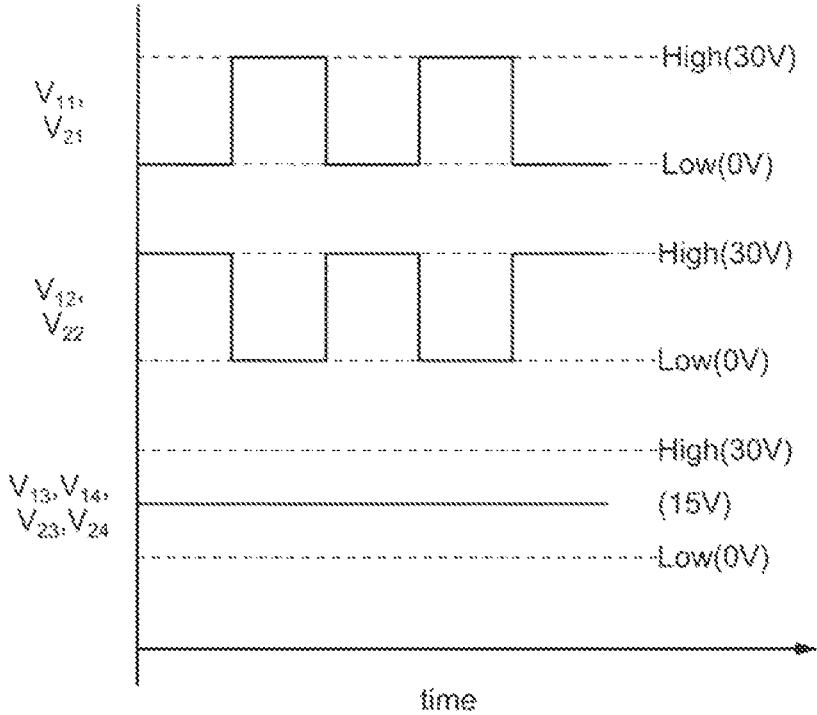 High(30V)
V₁₁,
V₂₁
Low(0V)
High(30V)
V₁₂,
V₂₂
Low(0V)
High(30V)
V₁₃,V₁₄,
V₂₃,V₂₄
(15V)
Low(0V)
time